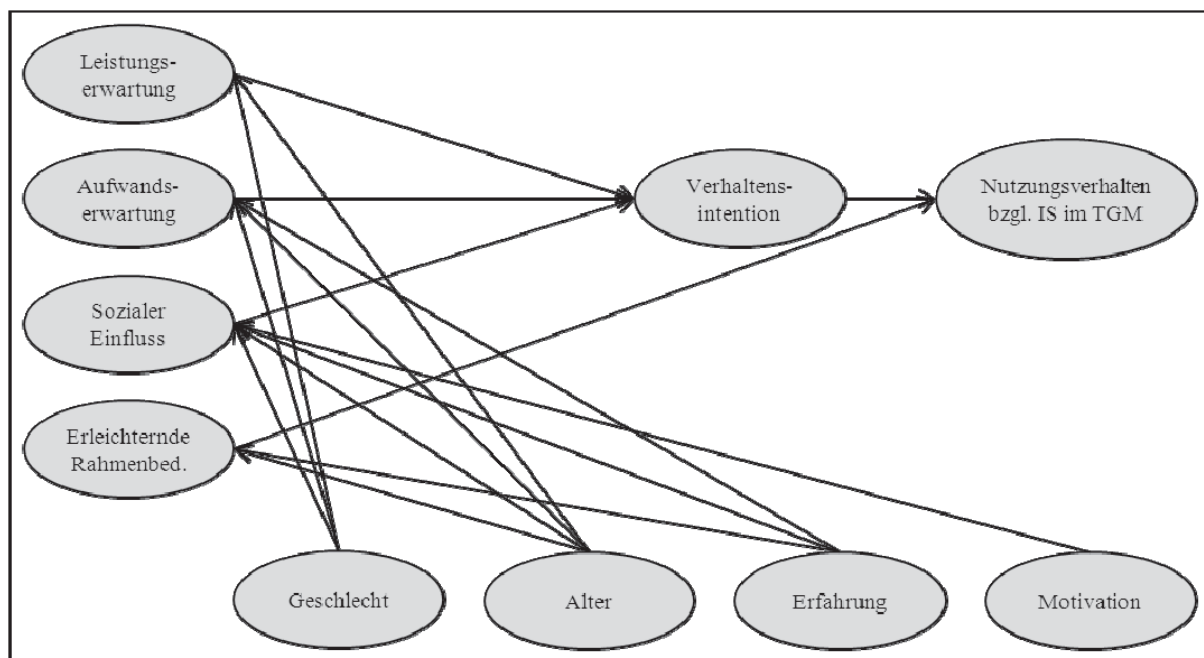 Leistungs-
erwartung
Aufwands-
erwartung
Verhaltens-
intention
Nutzungsverhalten
bzgl. IS im TGM
Sozialer
Einfluss
Erleichternde
Rahmenbed.
Geschlecht
Alter
Erfahrung
Motivation